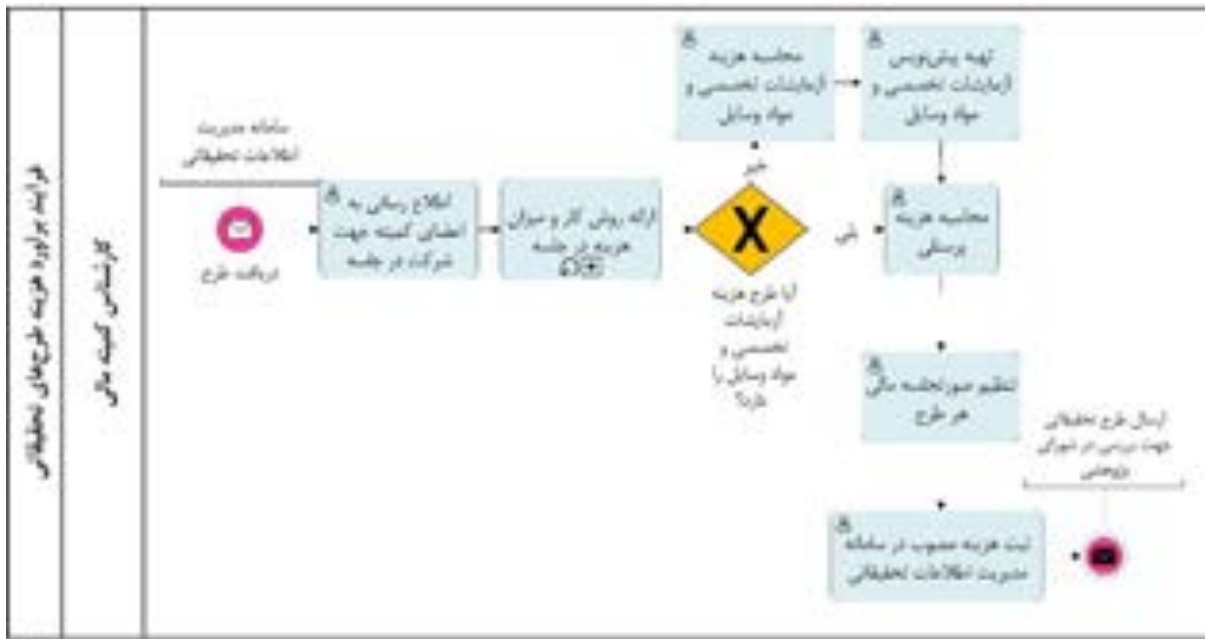 فرایند برآورد هزینه طرح‌های تحقیقاتی
کارشناس کمیته مالی
سامانه مدیریت
اطلاعات تحقیقاتی
دریافت طرح
اطلاع رسانی به
اعضای کمیته جهت
شرکت در جلسه
ارائه روش کار و میزان
هزینه در جلسه
آیا طرح هزینه
آزمایشات
تخصصی و
مواد وسایل را
دارد؟
خیر
بلی
محاسبه هزینه
آزمایشات تخصصی و
مواد وسایل
تهیه پیش‌نویس
آزمایشات تخصصی و
مواد وسایل
محاسبه هزینه
پرسنلی
تنظیم صورتجلسه مالی
هر طرح
ثبت هزینه مصوب در سامانه
مدیریت اطلاعات تحقیقاتی
ارسال طرح تحقیقاتی
جهت بررسی در شورای
پژوهشی